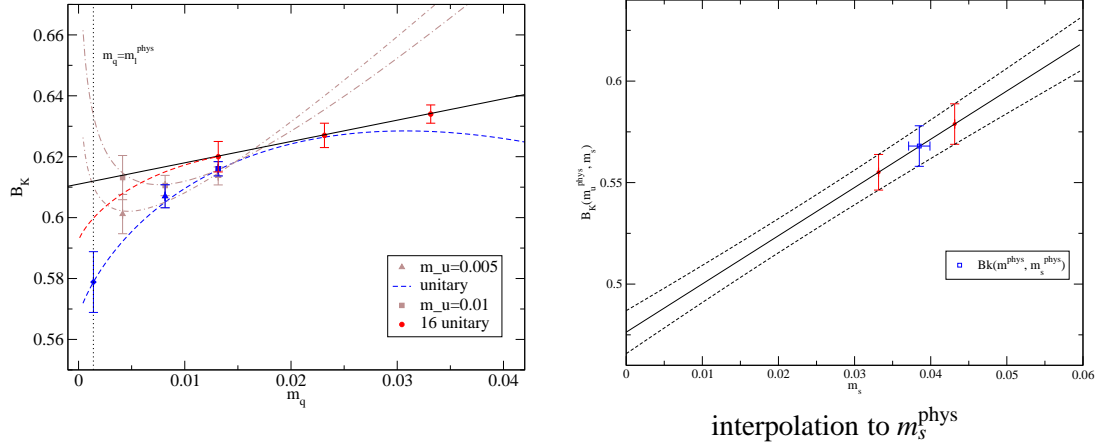 0.66
0.64
0.62
0.6
0.58
0.56
B_K
m_q=m_l^phys
m_u=0.005
unitary
m_u=0.01
16 unitary
0 0.01 0.02 0.03 0.04
m_q
0.6
0.55
0.5
B_K(m_u^phys, m_s)
Bk(m^phys, m_s^phys)
0 0.01 0.02 0.03 0.04 0.05 0.06
m_s
interpolation to m_s^phys